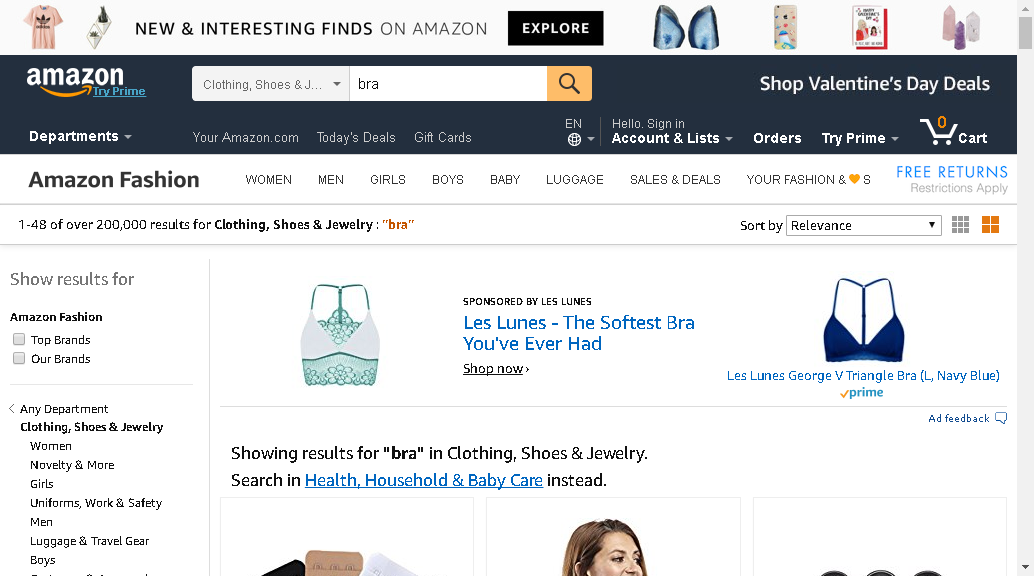 NEW & INTERESTING FINDS ON AMAZON EXPLORE
amazon
Try Prime
Clothing, Shoes & J... bra
Shop Valentine's Day Deals
Departments
Your Amazon.com Today's Deals Gift Cards
EN
Hello. Sign in
Account & Lists
Orders
Try Prime
0
Cart
Amazon Fashion
WOMEN MEN GIRLS BOYS BABY LUGGAGE SALES & DEALS YOUR FASHION & S
FREE RETURNS
Restrictions Apply
1-48 of over 200,000 results for Clothing, Shoes & Jewelry : "bra"
Sort by Relevance
Show results for
Amazon Fashion
Top Brands
Our Brands
Any Department
Clothing, Shoes & Jewelry
Women
Novelty & More
Girls
Uniforms, Work & Safety
Men
Luggage & Travel Gear
Boys
SPONSORED BY LES LUNES
Les Lunes - The Softest Bra
You've Ever Had
Shop now ›
Les Lunes George V Triangle Bra (L, Navy Blue)
prime
Ad feedback
Showing results for "bra" in Clothing, Shoes & Jewelry.
Search in Health, Household & Baby Care instead.